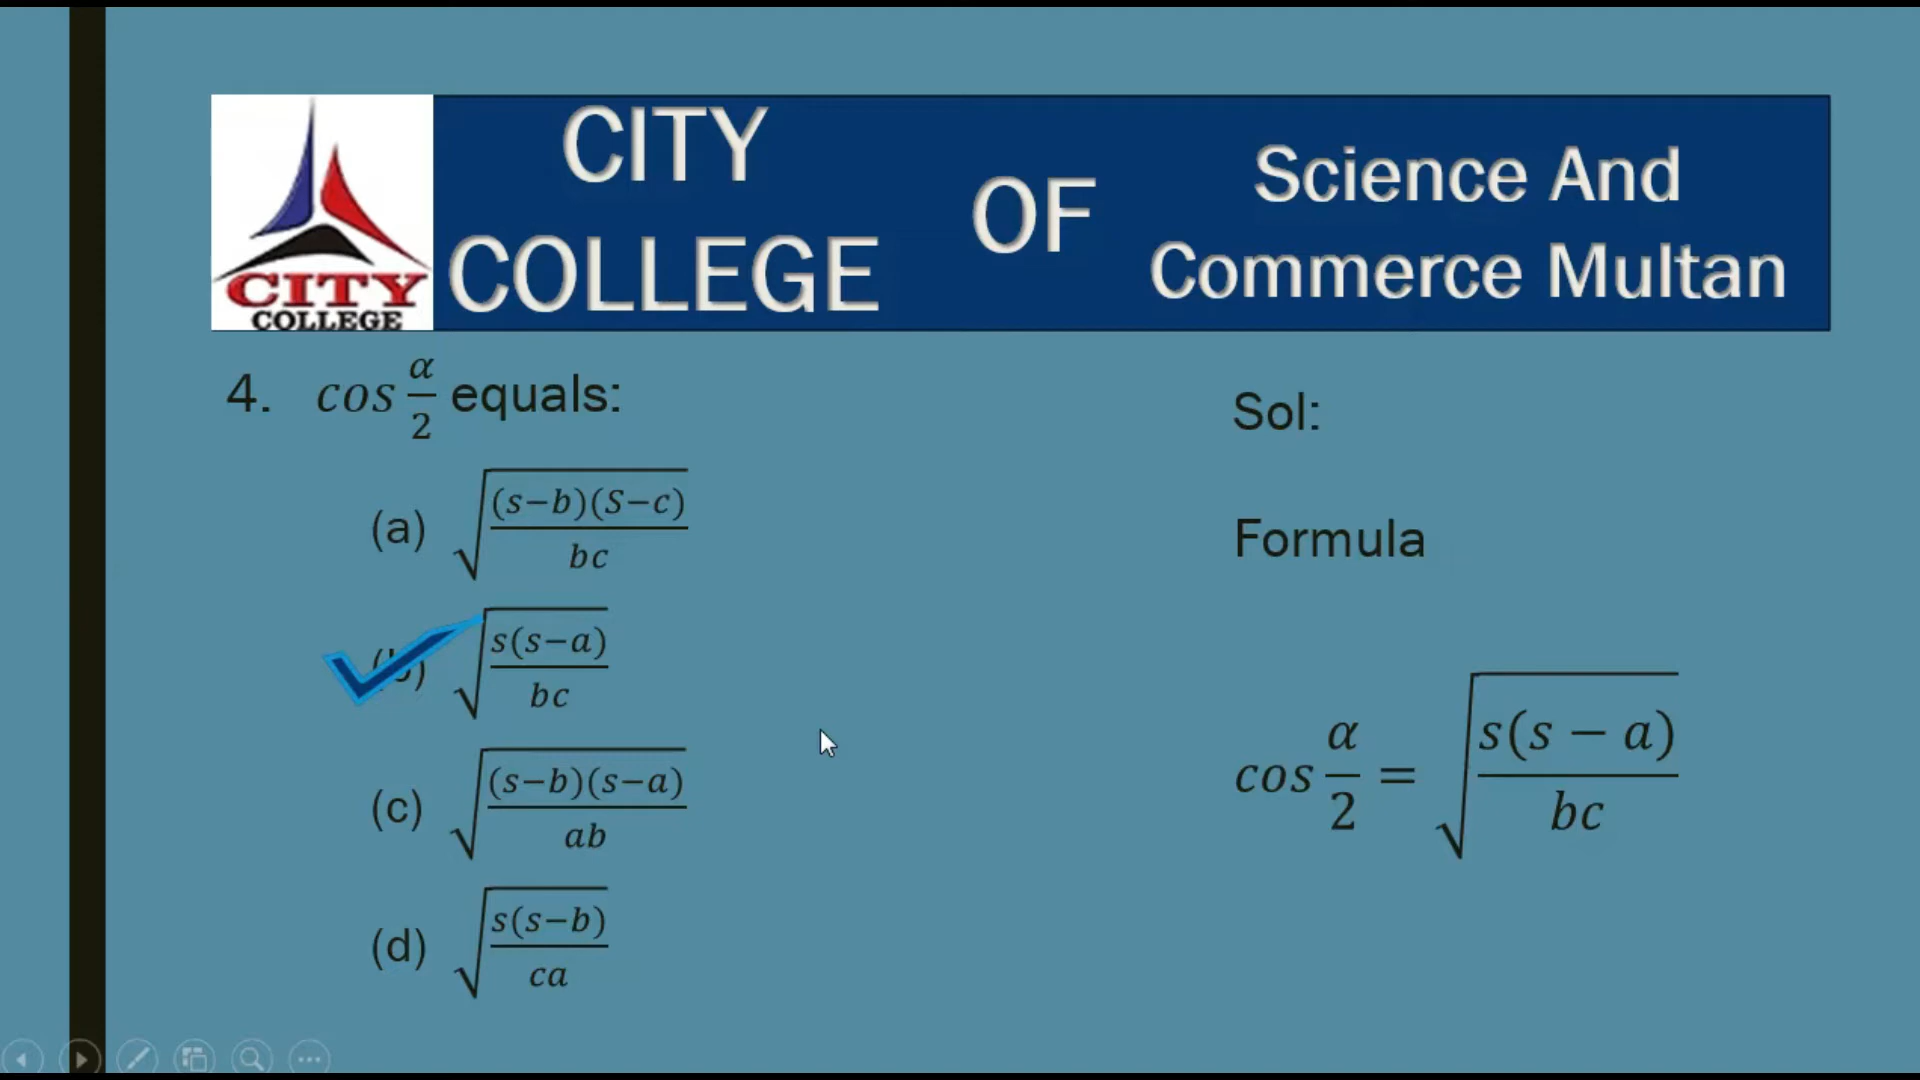 CITY
COLLEGE
OF
Science And
Commerce Multan
CITY
COLLEGE
4. cos α/2 equals:
(a) √((s−b)(S−c)/bc)
(b) √(s(s−a)/bc)
(c) √((s−b)(s−a)/ab)
(d) √(s(s−b)/ca)
Sol:
Formula
cos α/2 = √(s(s − a)/bc)